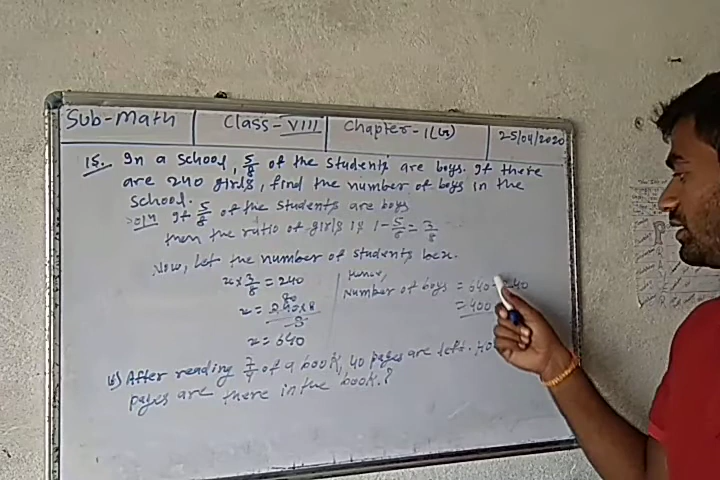 Sub-Math Class-VIII Chapter-1(L5) 25/04/2020
15. In a School, 5/8 of the students are boys. If there
are 240 girls, find the number of boys in the
School.
Solⁿ If 5/8 of the students are boys
then the ratio of girls is 1-5/8=3/8
Now, let the number of students be x.
x × 3/8 = 240
x = 240×8/3
80
x = 640
Hence,
Number of boys = 640-240
= 400
After reading 7/9 of a book, 40 pages are left.
pages are there in the book?